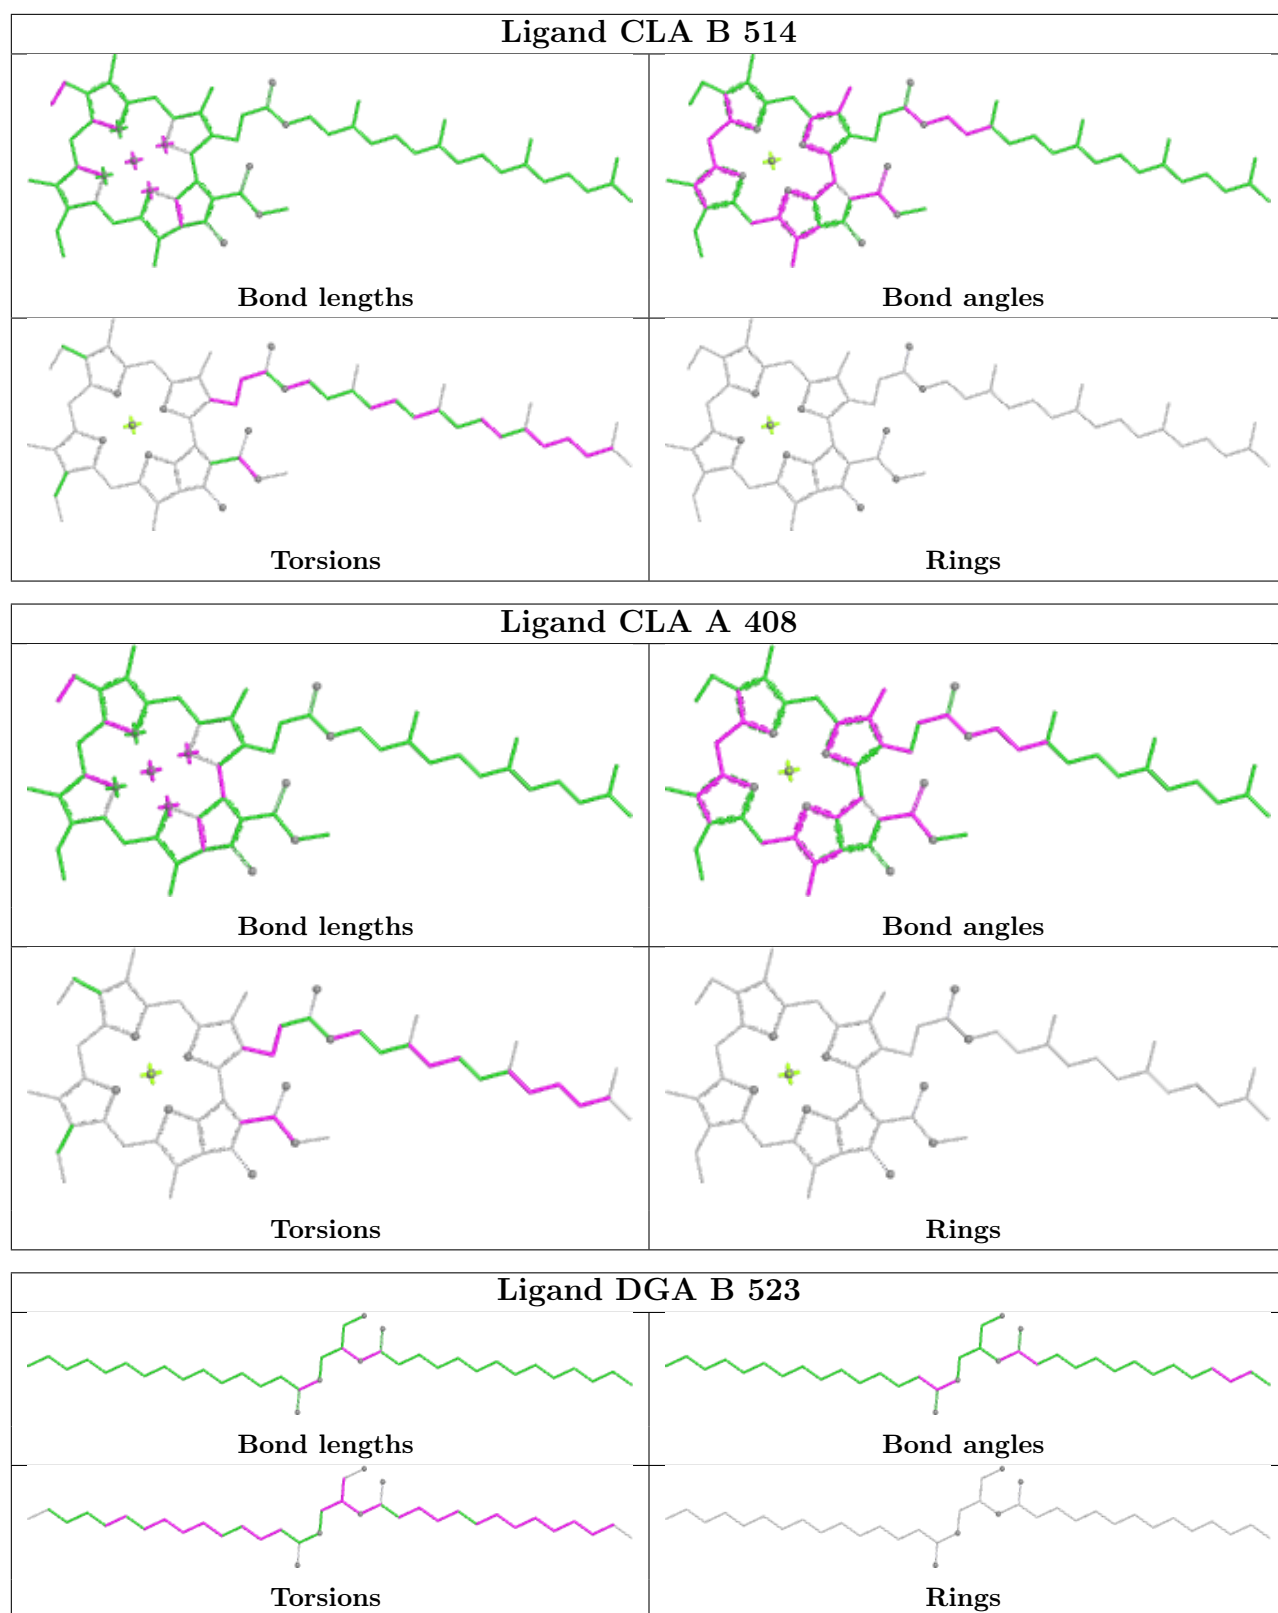 Ligand CLA B 514
Bond lengths
Bond angles
Torsions
Rings
Ligand CLA A 408
Bond lengths
Bond angles
Torsions
Rings
Ligand DGA B 523
Bond lengths
Bond angles
Torsions
Rings